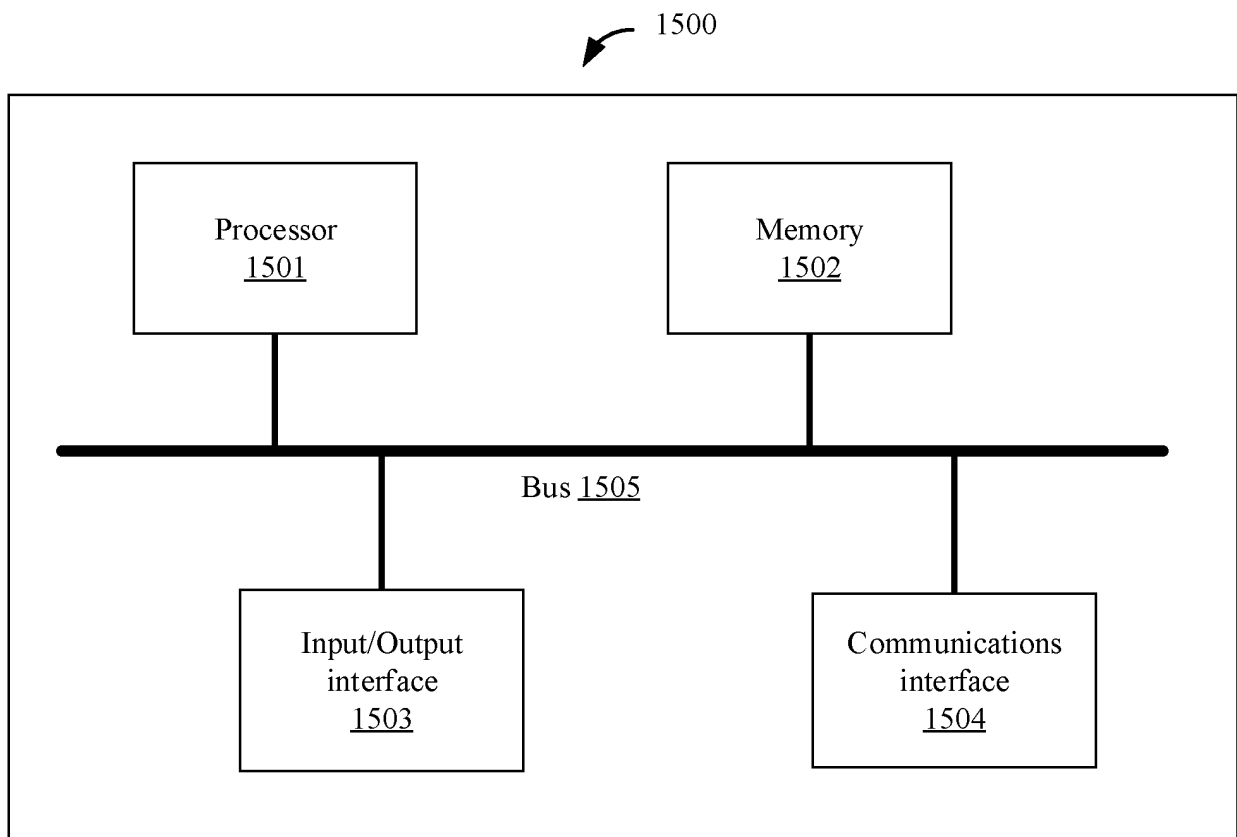 1500
Processor
1501
Memory
1502
Bus 1505
Input/Output
interface
1503
Communications
interface
1504